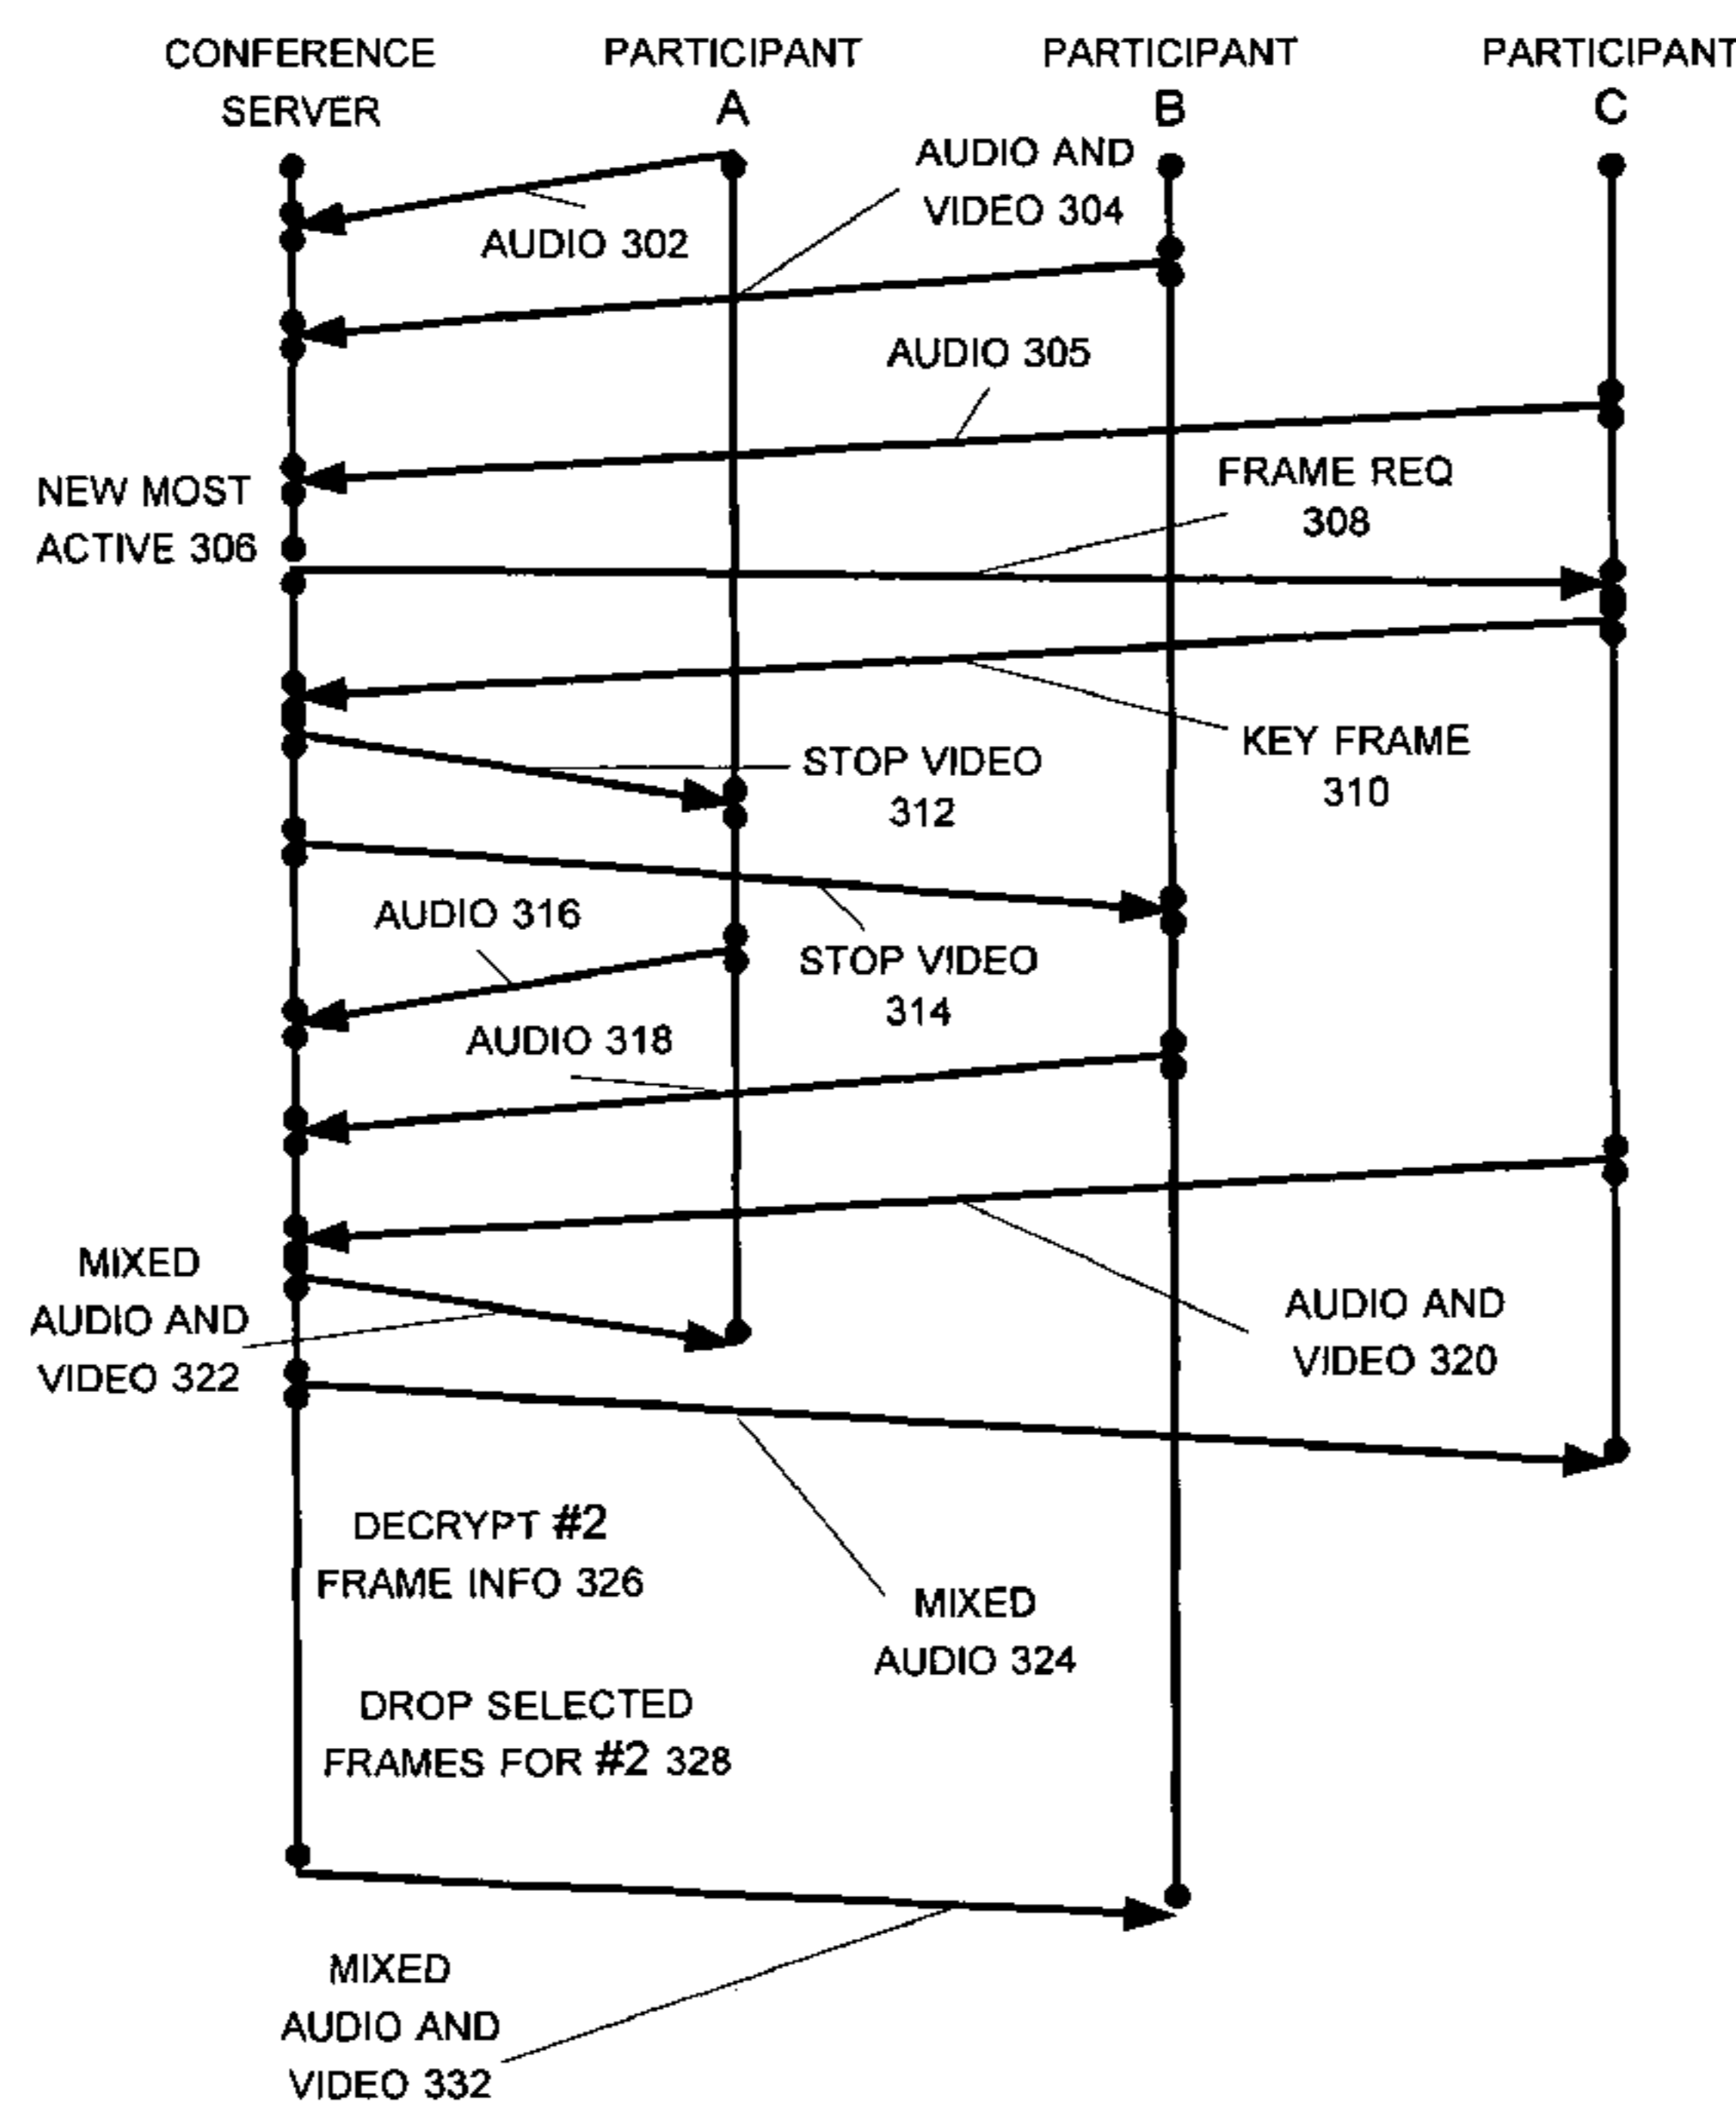 CONFERENCE
SERVER
PARTICIPANT
A
PARTICIPANT
B
PARTICIPANT
C
AUDIO AND
VIDEO 304
AUDIO 302
AUDIO 305
FRAME REQ
308
NEW MOST
ACTIVE 306
KEY FRAME
310
STOP VIDEO
312
AUDIO 316
STOP VIDEO
314
AUDIO 318
MIXED
AUDIO AND
VIDEO 322
AUDIO AND
VIDEO 320
DECRYPT #2
FRAME INFO 326
MIXED
AUDIO 324
DROP SELECTED
FRAMES FOR #2 328
MIXED
AUDIO AND
VIDEO 332